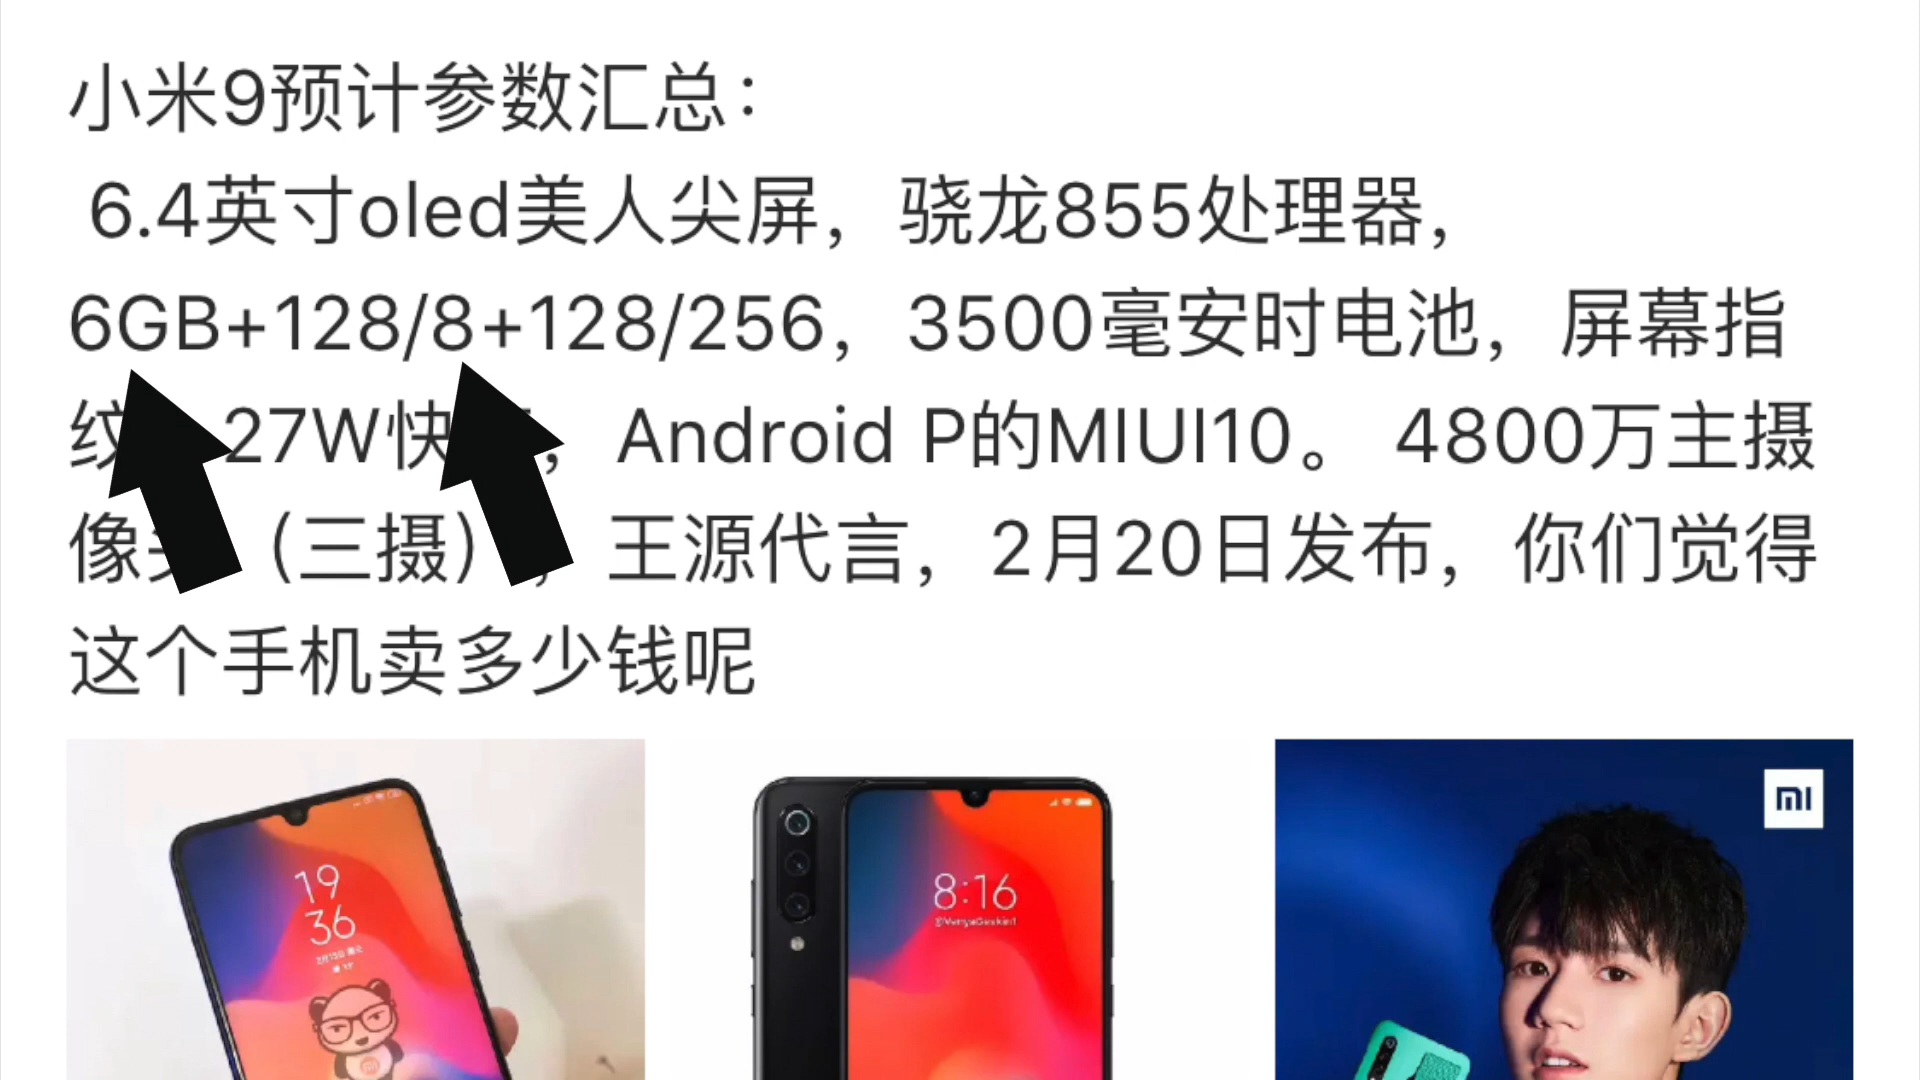 小米9预计参数汇总：
6.4英寸oled美人尖屏，骁龙855处理器，
6GB+128/8+128/256，3500毫安时电池，屏幕指
纹 27W快 ，Android P的MIUI10。4800万主摄
像 （三摄），王源代言，2月20日发布，你们觉得
这个手机卖多少钱呢
19
36
8:16
mi